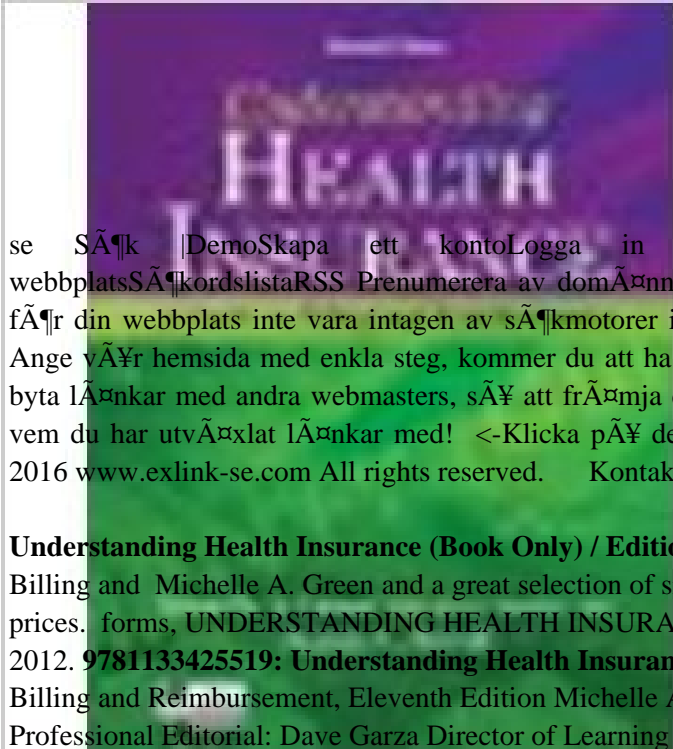 HEALTH
se SÃ¶k |DemoSkapa ett kontoLogga in
webbplatsSÃ¶kordslistaRSS Prenumerera av domÃ¤nn
fÃ¶r din webbplats inte vara intagen av sÃ¶kmotorer i
Ange vÃ¥r hemsida med enkla steg, kommer du att ha
byta lÃ¤nkar med andra webmasters, sÃ¥ att frÃ¤mja
vem du har utvÃ¤xlat lÃ¤nkar med! <-Klicka pÃ¥ de
2016 www.exlink-se.com All rights reserved. Kontak
Understanding Health Insurance (Book Only) / Editio
Billing and Michelle A. Green and a great selection of s
prices. forms, UNDERSTANDING HEALTH INSURA
2012. 9781133425519: Understanding Health Insuran
Billing and Reimbursement, Eleventh Edition Michelle A
Professional Editorial: Dave Garza Director of Learning